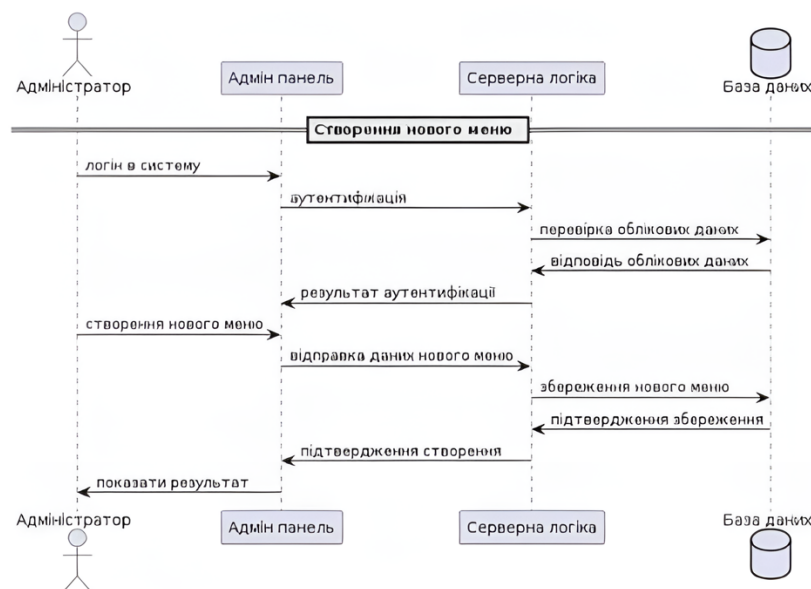 Адміністратор
Адмін панель
Серверна логіка
База даних
Створення нового меню
логін в систему
аутентифікація
перевірка облікових даних
відповідь облікових даних
результат аутентифікації
створення нового меню
відправка даних нового меню
збереження нового меню
підтвердження збереження
підтвердження створення
показати результат
Адміністратор
Адмін панель
Серверна логіка
База даних